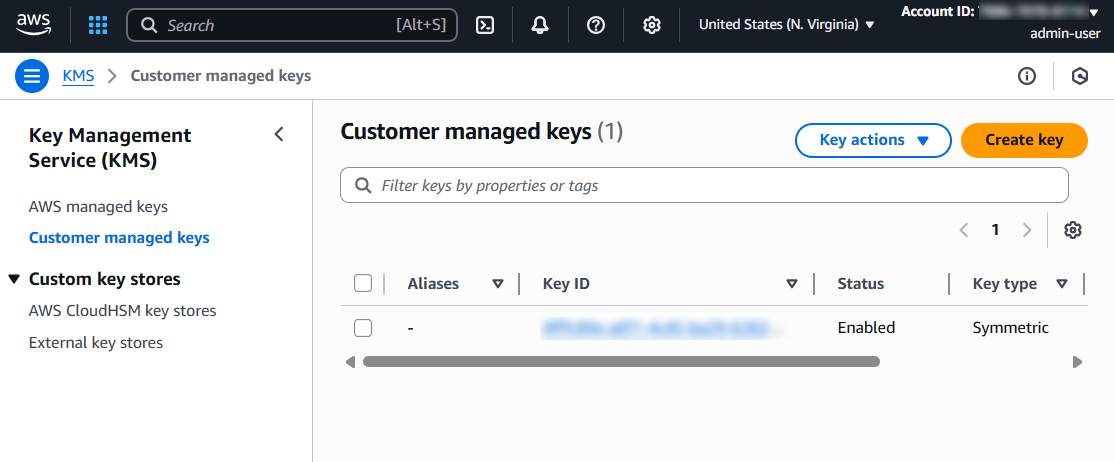 aws
Search
[Alt+S]
United States (N. Virginia)
Account ID:
admin-user
KMS
Customer managed keys
Key Management
Service (KMS)
AWS managed keys
Customer managed keys
Custom key stores
AWS CloudHSM key stores
External key stores
Customer managed keys (1)
Key actions
Create key
Filter keys by properties or tags
1
Aliases
Key ID
Status
Key type
-
Enabled
Symmetric